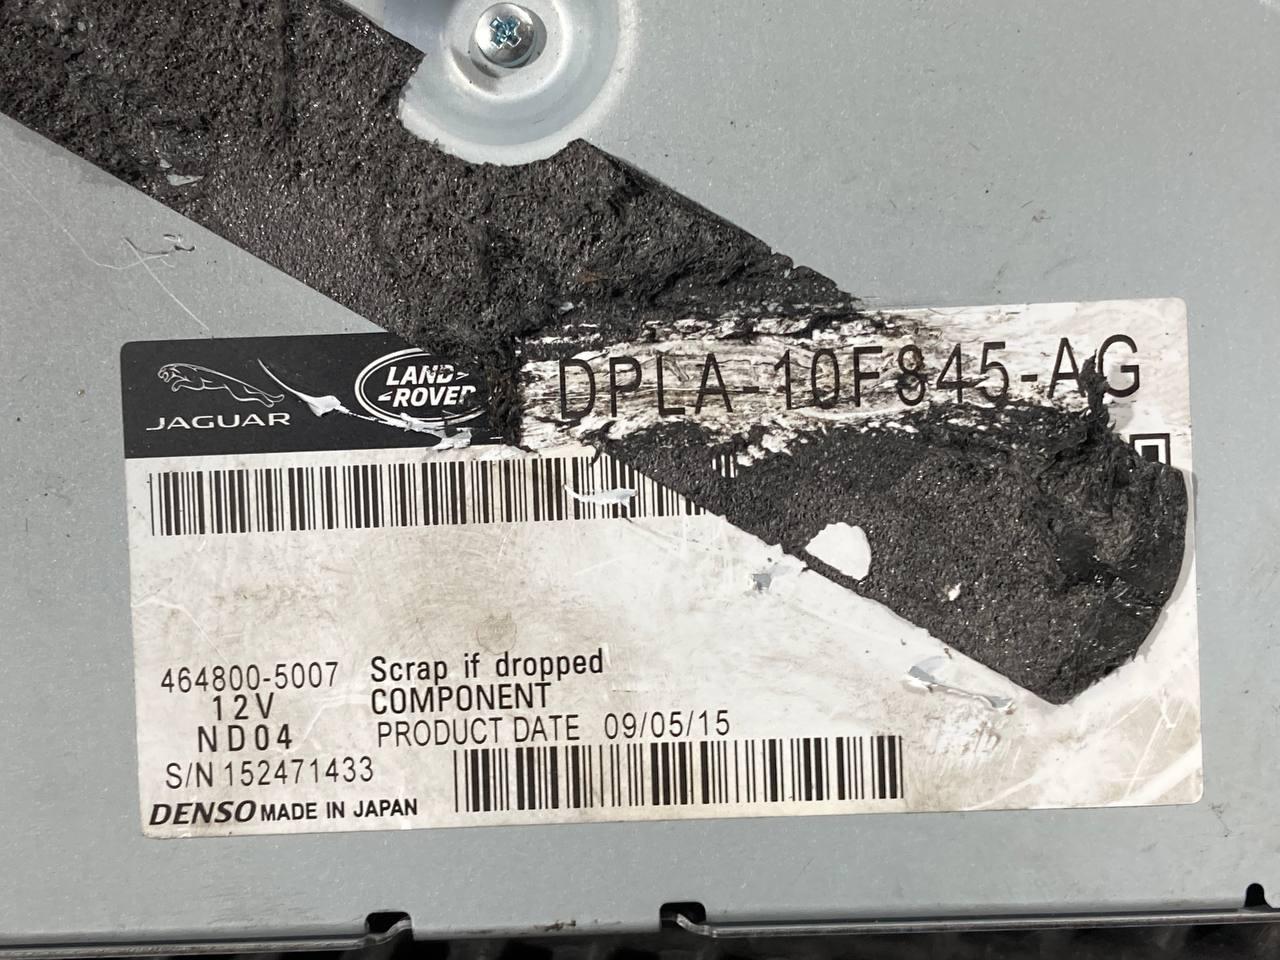 JAGUAR
LAND-
-ROVER
DPLA-10F845-AG
464800-5007
Scrap if dropped
12V
COMPONENT
ND04
PRODUCT DATE 09/05/15
S/N 152471433
DENSO MADE IN JAPAN